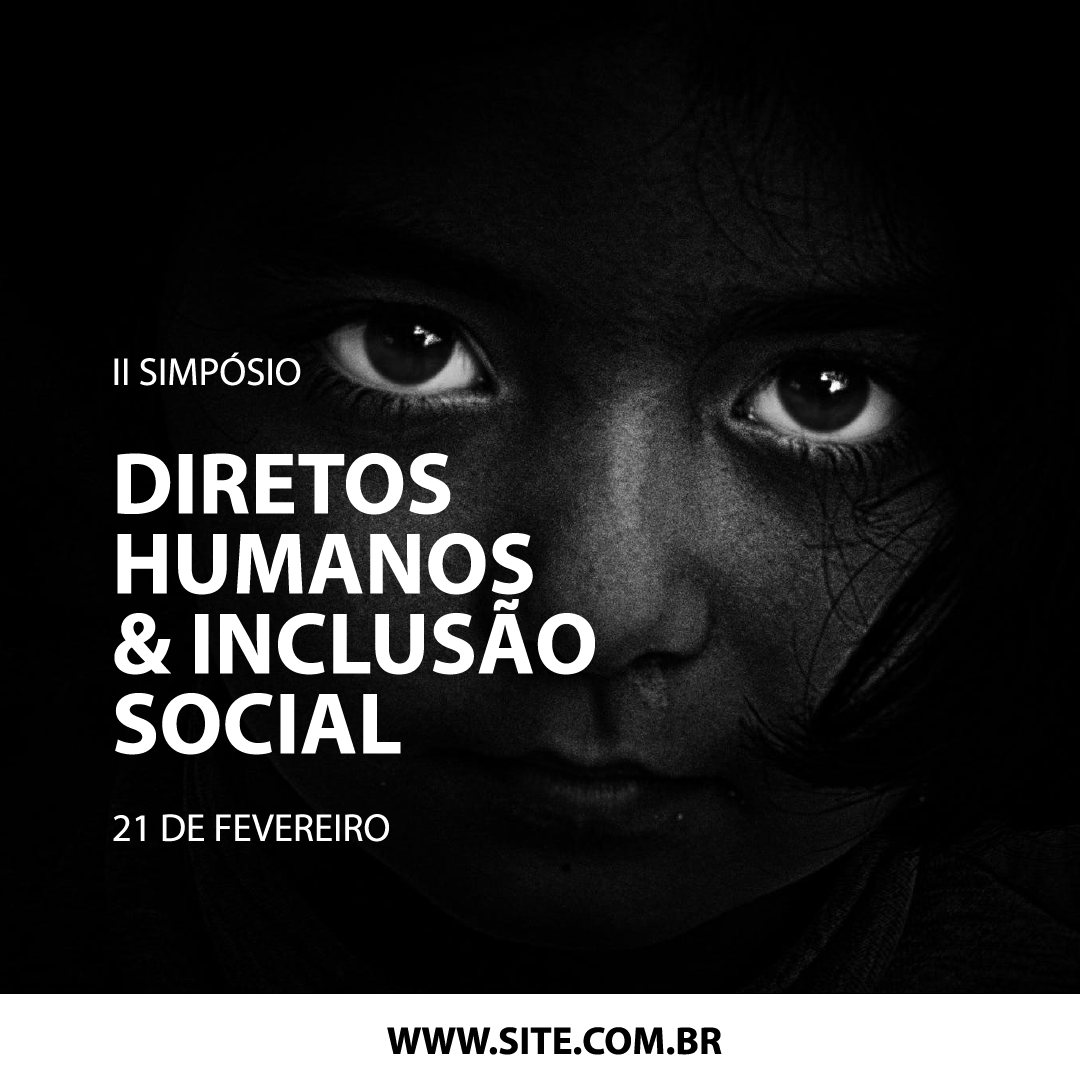 II SIMPÓSIO
DIRETOS
HUMANOS
& INCLUSÃO
SOCIAL
21 DE FEVEREIRO
WWW.SITE.COM.BR